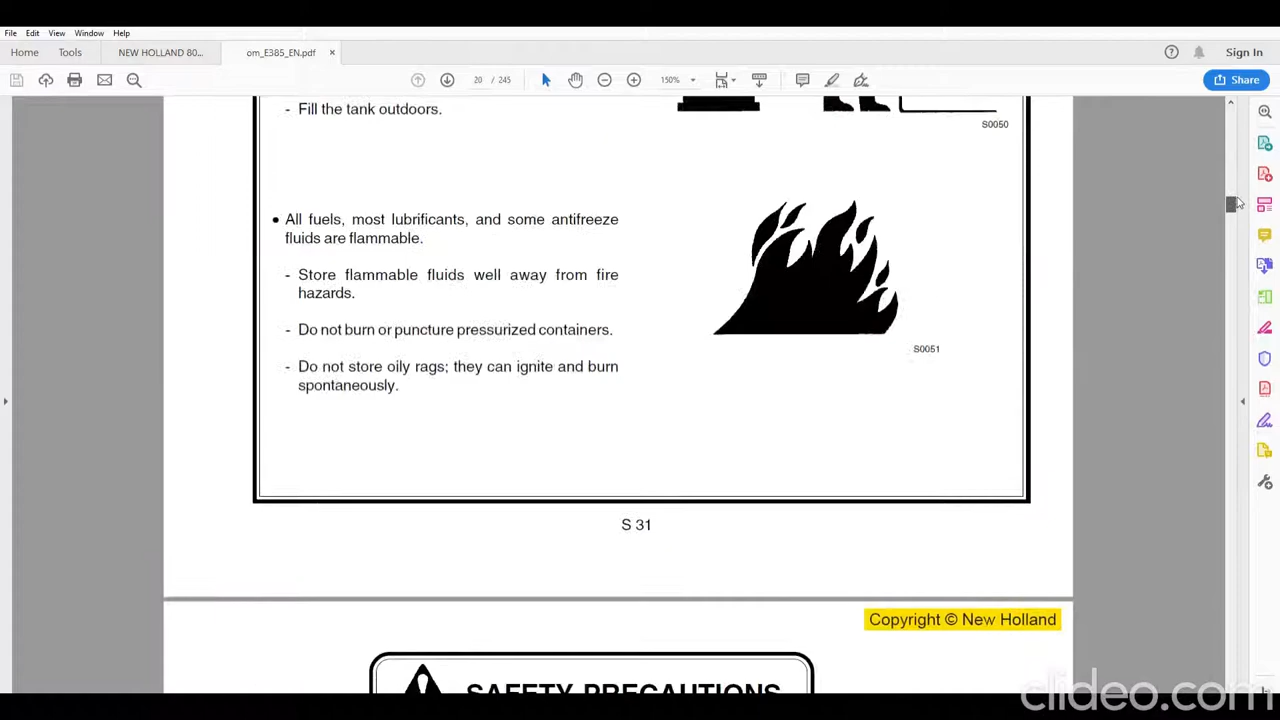 File Edit View Window Help
Home Tools NEW HOLLAND 80... om_E385_EN.pdf × Sign In
20 / 245 150% Share
- Fill the tank outdoors.
S0050
• All fuels, most lubrificants, and some antifreeze
fluids are flammable.
- Store flammable fluids well away from fire
hazards.
- Do not burn or puncture pressurized containers.
- Do not store oily rags; they can ignite and burn
spontaneously.
S0051
S 31
Copyright © New Holland
SAFETY PRECAUTIONS
clideo.com